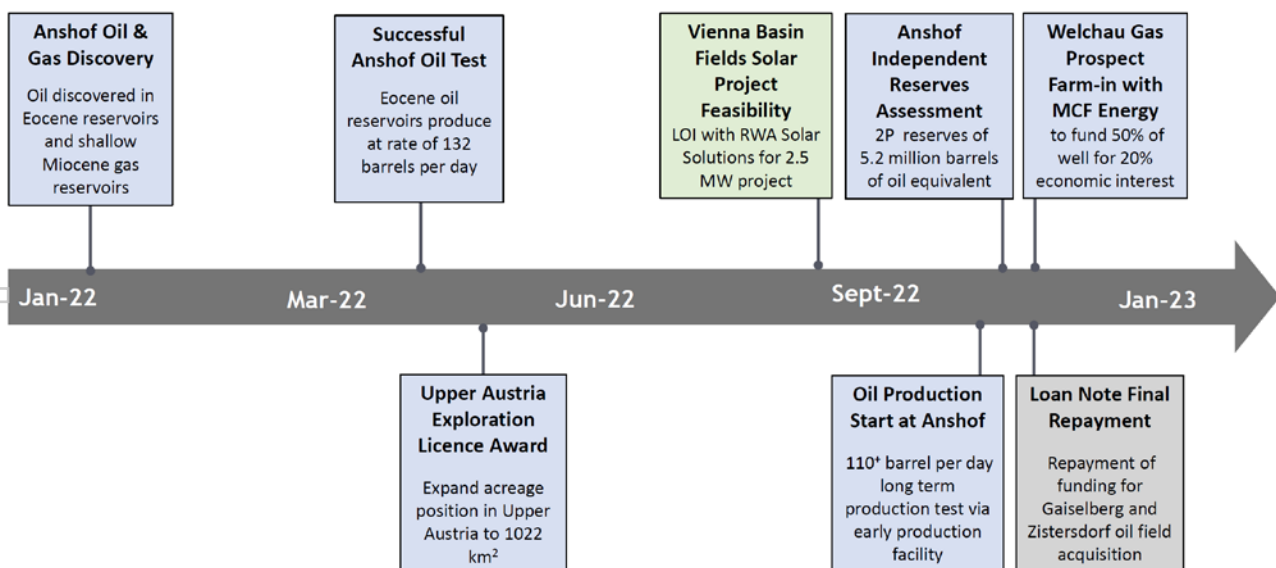 Anshof Oil &
Gas Discovery
Oil discovered in
Eocene reservoirs
and shallow
Miocene gas
reservoirs
Successful
Anshof Oil Test
Eocene oil
reservoirs produce
at rate of 132
barrels per day
Vienna Basin
Fields Solar
Project
Feasibility
LOI with RWA Solar
Solutions for 2.5
MW project
Anshof
Independent
Reserves
Assessment
2P reserves of
5.2 million barrels
of oil equivalent
Welchau Gas
Prospect
Farm-in with
MCF Energy
to fund 50% of
well for 20%
economic interest
Jan-22
Mar-22
Jun-22
Sept-22
Jan-23
Upper Austria
Exploration
Licence Award
Expand acreage
position in Upper
Austria to 1022
km²
Oil Production
Start at Anshof
110⁺ barrel per day
long term
production test via
early production
facility
Loan Note Final
Repayment
Repayment of
funding for
Gaiselberg and
Zistersdorf oil field
acquisition